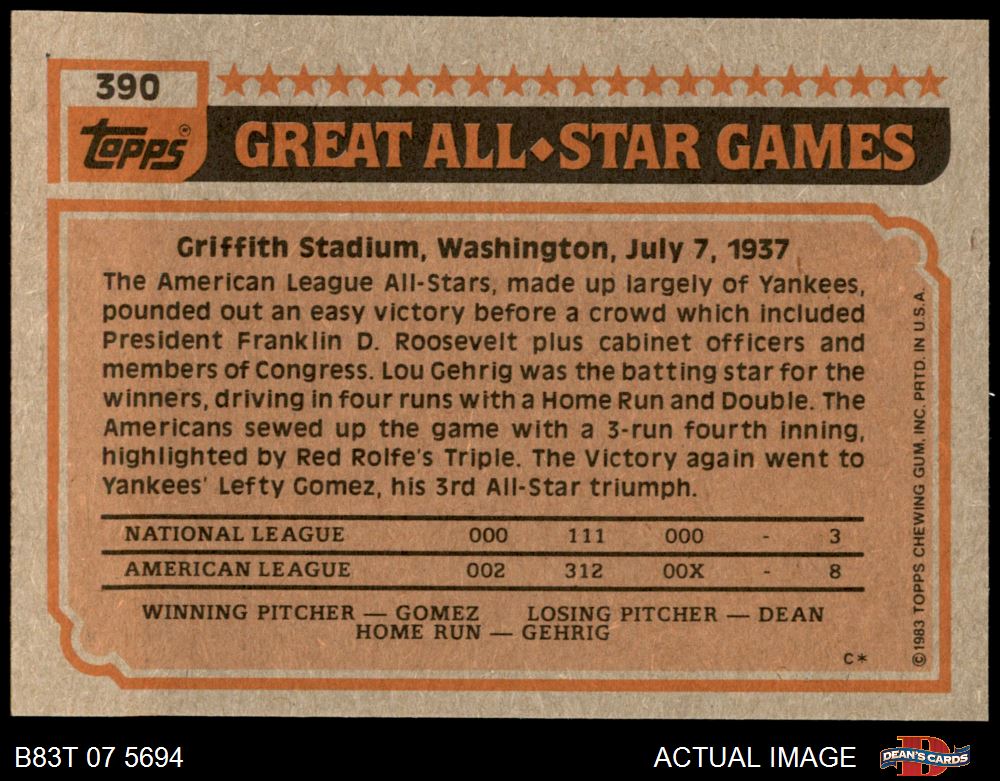 390
topps®
GREAT ALL◆STAR GAMES
Griffith Stadium, Washington, July 7, 1937
The American League All-Stars, made up largely of Yankees,
pounded out an easy victory before a crowd which included
President Franklin D. Roosevelt plus cabinet officers and
members of Congress. Lou Gehrig was the batting star for the
winners, driving in four runs with a Home Run and Double. The
Americans sewed up the game with a 3-run fourth inning,
highlighted by Red Rolfe's Triple. The Victory again went to
Yankees' Lefty Gomez, his 3rd All-Star triumph.
NATIONAL LEAGUE 000 111 000 - 3
AMERICAN LEAGUE 002 312 00X - 8
WINNING PITCHER — GOMEZ LOSING PITCHER — DEAN
HOME RUN — GEHRIG
C*
©1983 TOPPS CHEWING GUM, INC. PRTD. IN U.S.A.
B83T 07 5694
ACTUAL IMAGE
D
DEAN'S CARDS